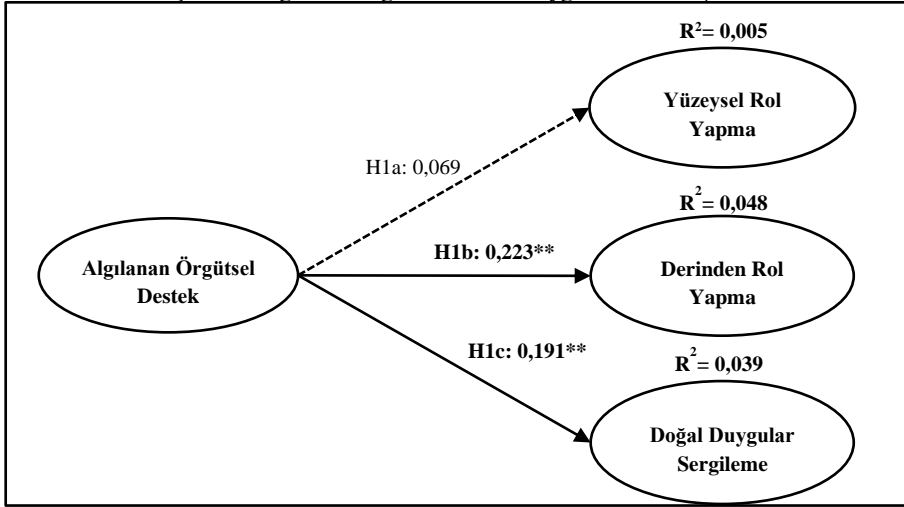 R²= 0,005
Yüzeysel Rol
Yapma
H1a: 0,069
R²= 0,048
Algılanan Örgütsel
Destek
H1b: 0,223**
Derinden Rol
Yapma
H1c: 0,191**
R²= 0,039
Doğal Duygular
Sergileme